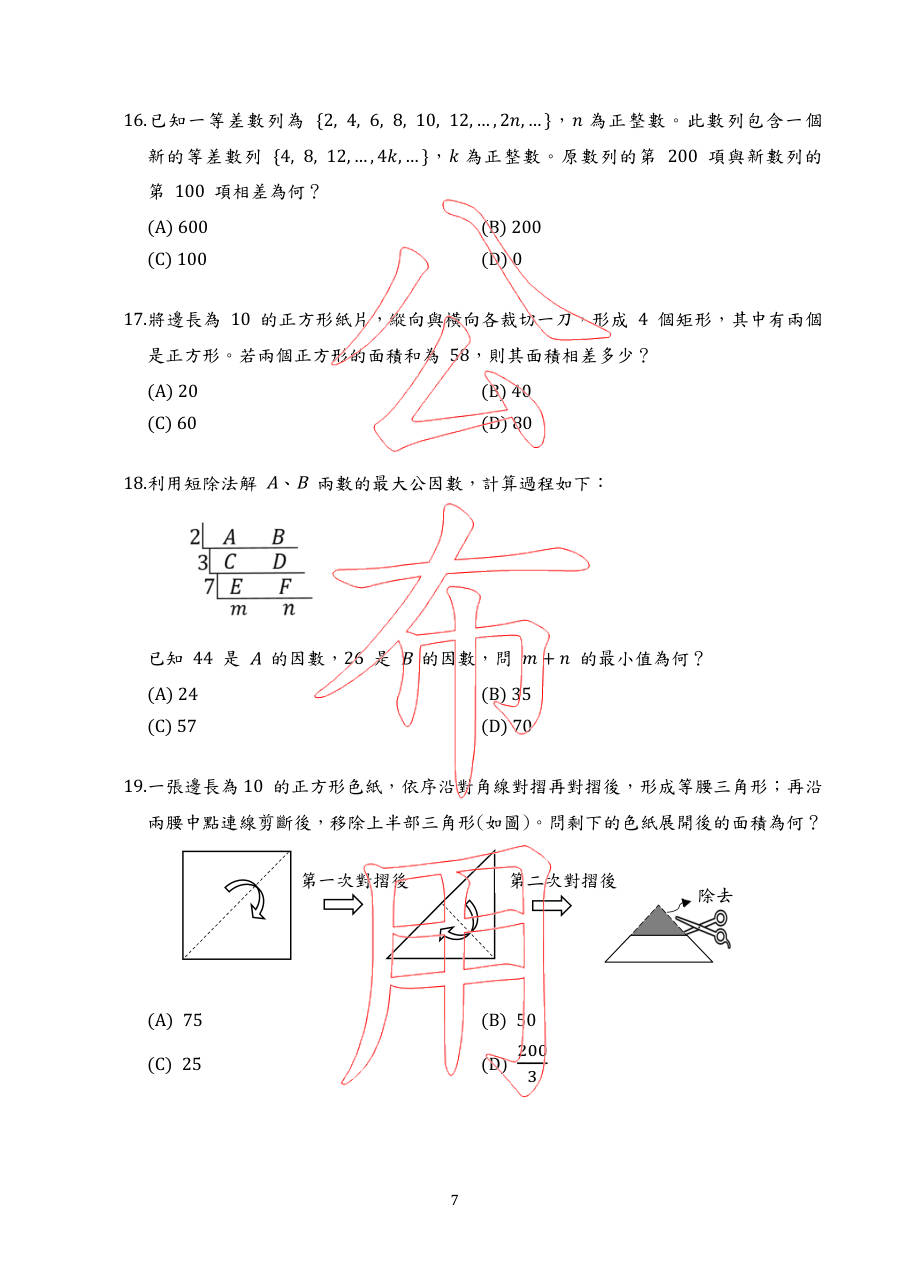 16.已知一等差數列為 {2, 4, 6, 8, 10, 12, … , 2n, … }，n 為正整數。此數列包含一個
新的等差數列 {4, 8, 12, … , 4k, … }，k 為正整數。原數列的第 200 項與新數列的
第 100 項相差為何？
(A) 600 (B) 200
(C) 100 (D) 0
17.將邊長為 10 的正方形紙片，縱向與橫向各裁切一刀，形成 4 個矩形，其中有兩個
是正方形。若兩個正方形的面積和為 58，則其面積相差多少？
(A) 20 (B) 40
(C) 60 (D) 80
18.利用短除法解 A、B 兩數的最大公因數，計算過程如下：
2 A B
3 C D
7 E F
m n
已知 44 是 A 的因數，26 是 B 的因數，問 m + n 的最小值為何？
(A) 24 (B) 35
(C) 57 (D) 70
19.一張邊長為 10 的正方形色紙，依序沿對角線對摺再對摺後，形成等腰三角形；再沿
兩腰中點連線剪斷後，移除上半部三角形(如圖)。問剩下的色紙展開後的面積為何？
第一次對摺後 第二次對摺後 除去
(A) 75 (B) 50
(C) 25 (D) 200/3
7
公布用